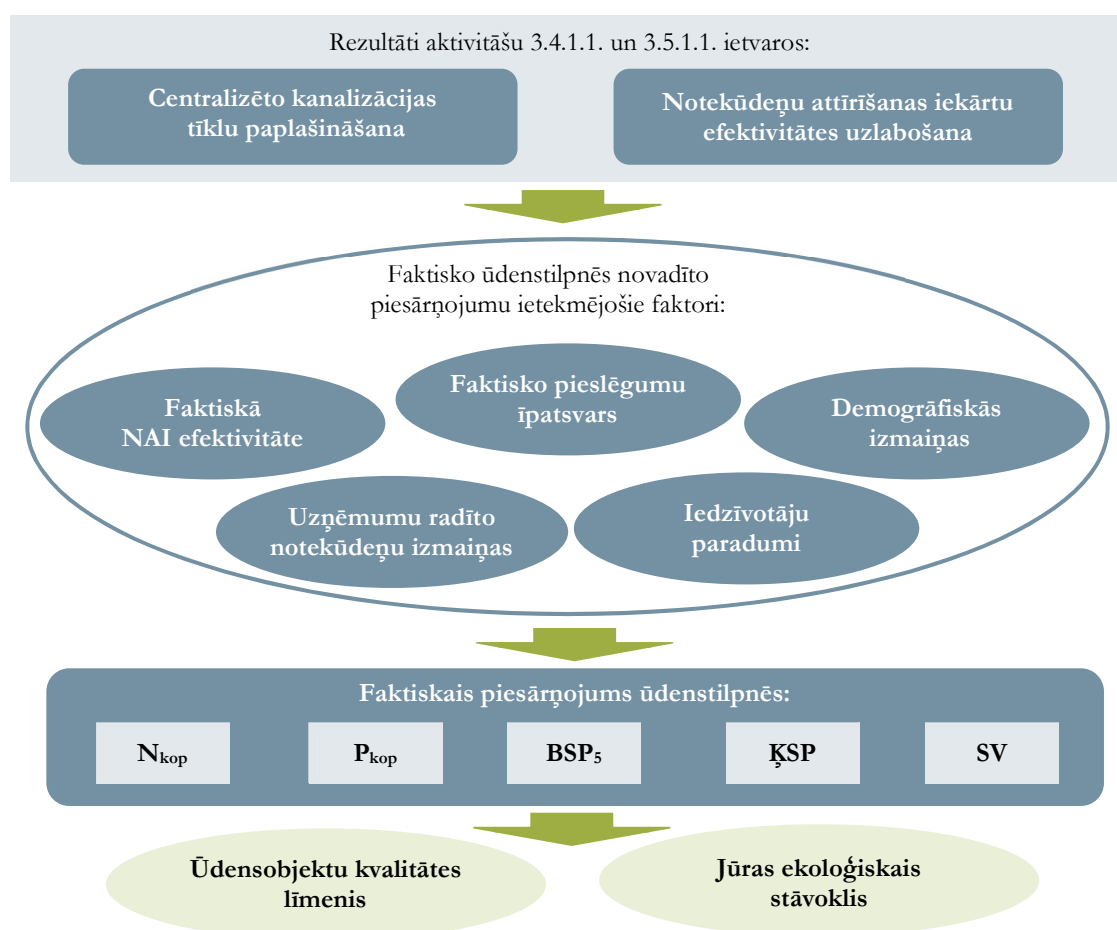 Rezultāti aktivitāšu 3.4.1.1. un 3.5.1.1. ietvaros:
Centralizēto kanalizācijas
tīklu paplašināšana
Notekūdeņu attīrīšanas iekārtu
efektivitātes uzlabošana
Faktisko ūdenstilpnēs novadīto
piesārņojumu ietekmējošie faktori:
Faktiskā
NAI efektivitāte
Faktisko pieslēgumu
īpatsvars
Demogrāfiskās
izmaiņas
Uzņēmumu radīto
notekūdeņu izmaiņas
Iedzīvotāju
paradumi
Faktiskais piesārņojums ūdenstilpnēs:
Nkop
Pkop
BSP5
ĶSP
SV
Ūdensobjektu kvalitātes
līmenis
Jūras ekoloģiskais
stāvoklis